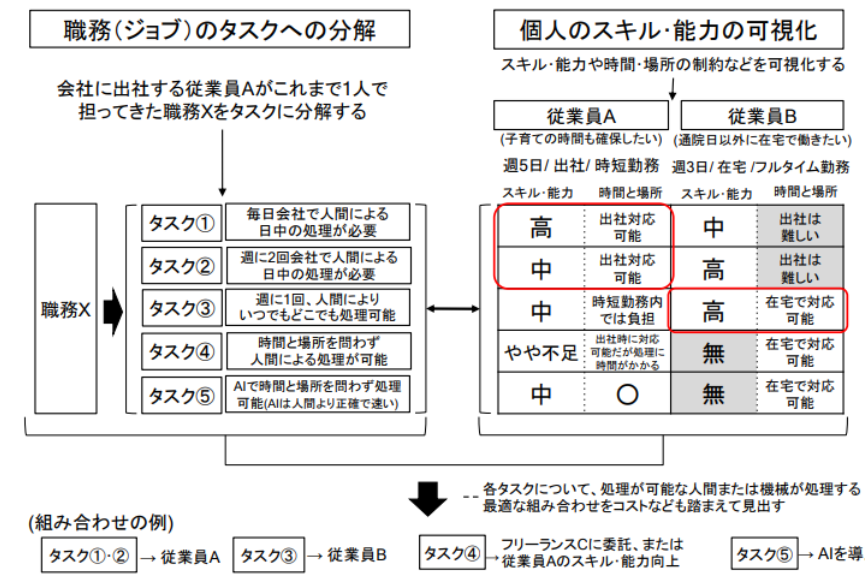 職務(ジョブ)のタスクへの分解
会社に出社する従業員Aがこれまで1人で
担ってきた職務Xをタスクに分解する
職務X
タスク①
毎日会社で人間による
日中の処理が必要
タスク②
週に2回会社で人間による
日中の処理が必要
タスク③
週に1回、人間により
いつでもどこでも処理可能
タスク④
時間と場所を問わず
人間による処理が可能
タスク⑤
AIで時間と場所を問わず処理
可能(AIは人間より正確で速い)
個人のスキル・能力の可視化
スキル・能力や時間・場所の制約などを可視化する
従業員A
(子育ての時間も確保したい)
週5日/ 出社/ 時短勤務
従業員B
(通院日以外に在宅で働きたい)
週3日/ 在宅 /フルタイム勤務
スキル・能力
時間と場所
スキル・能力
時間と場所
高
出社対応
可能
中
出社は
難しい
中
出社対応
可能
高
出社は
難しい
中
時短勤務内
では負担
高
在宅で対応
可能
やや不足
出社時に対応
可能だが処理に
時間がかかる
無
在宅で対応
可能
中
〇
無
在宅で対応
可能
各タスクについて、処理が可能な人間または機械が処理する
最適な組み合わせをコストなども踏まえて見出す
(組み合わせの例)
タスク①・② → 従業員A
タスク③ → 従業員B
タスク④ →
フリーランスCに委託、または
従業員Aのスキル・能力向上
タスク⑤ → AIを導